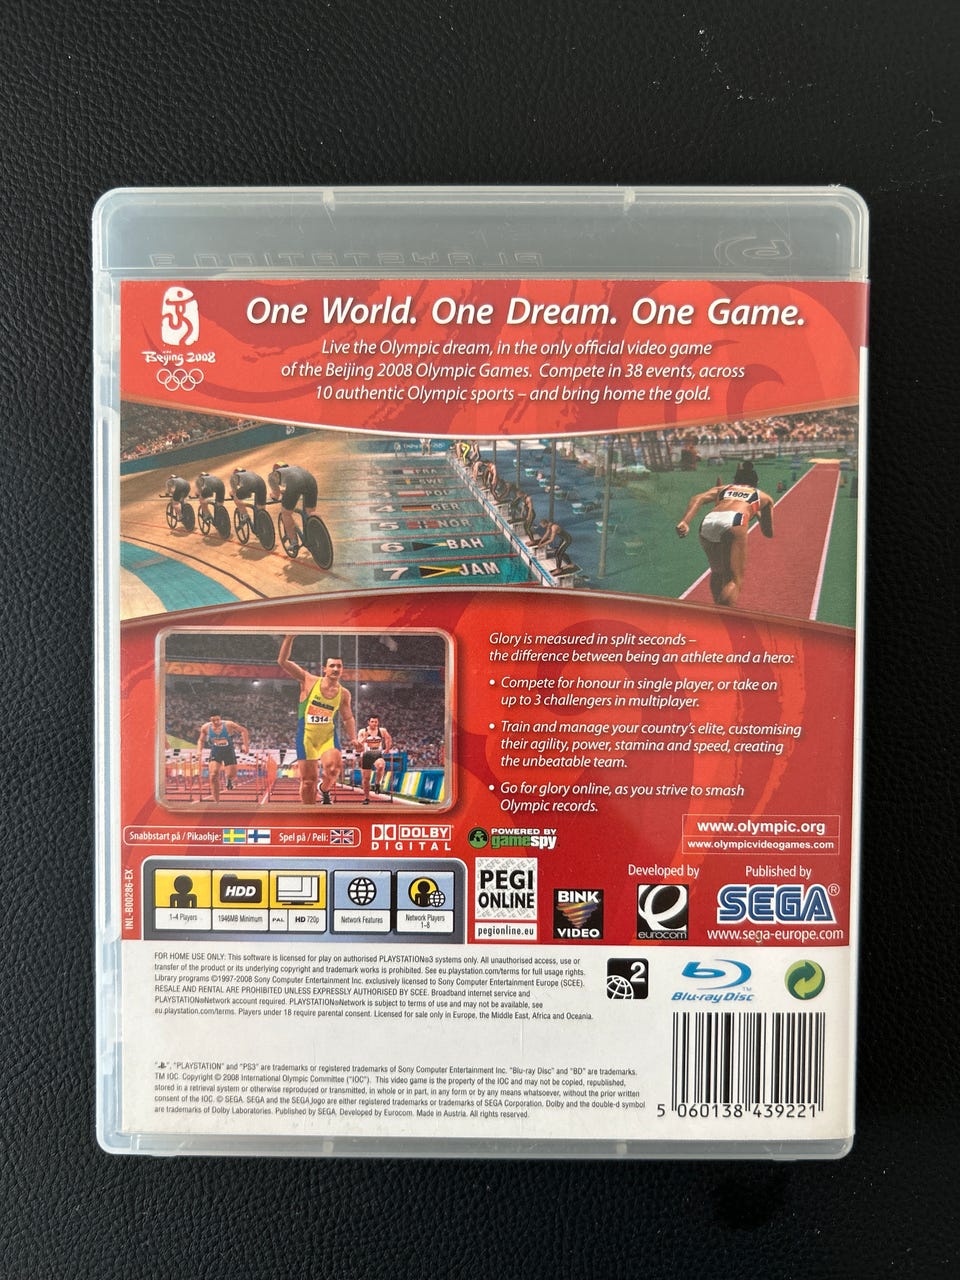 PLAYSTATION 3
One World. One Dream. One Game.
Beijing 2008
Live the Olympic dream, in the only official video game
of the Beijing 2008 Olympic Games. Compete in 38 events, across
10 authentic Olympic sports – and bring home the gold.
FRA
SWE
POL
4 GER
5 NOR
6 BAH
7 JAM
1805
1314
Glory is measured in split seconds –
the difference between being an athlete and a hero:
• Compete for honour in single player, or take on
up to 3 challengers in multiplayer.
• Train and manage your country's elite, customising
their agility, power, stamina and speed, creating
the unbeatable team.
• Go for glory online, as you strive to smash
Olympic records.
Snabbstart på / Pikaohje: Spel på / Peli:
DOLBY
DIGITAL
POWERED BY
gamespy
www.olympic.org
www.olympicvideogames.com
INL-B00286-EX
1-4 Players
HDD
1946MB Minimum
PAL HD 720p
Network Features
Network Players
1-8
PEGI
ONLINE
pegionline.eu
BINK
VIDEO
Developed by
eurocom
Published by
SEGA®
www.sega-europe.com
FOR HOME USE ONLY: This software is licensed for play on authorised PLAYSTATION®3 systems only. All unauthorised access, use or
transfer of the product or its underlying copyright and trademark works is prohibited. See eu.playstation.com/terms for full usage rights.
Library programs ©1997-2008 Sony Computer Entertainment Inc. exclusively licensed to Sony Computer Entertainment Europe (SCEE).
RESALE AND RENTAL ARE PROHIBITED UNLESS EXPRESSLY AUTHORISED BY SCEE. Broadband internet service and
PLAYSTATION®Network account required. PLAYSTATION®Network is subject to terms of use and may not be available, see
eu.playstation.com/terms. Players under 18 require parental consent. Licensed for sale only in Europe, the Middle East, Africa and Oceania.
2
Blu-ray Disc™
"PLAYSTATION" and "PS3" are trademarks or registered trademarks of Sony Computer Entertainment Inc. "Blu-ray Disc" and "BD" are trademarks.
TM IOC. Copyright © 2008 International Olympic Committee ("IOC"). This video game is the property of the IOC and may not be copied, republished,
stored in a retrieval system or otherwise reproduced or transmitted, in whole or in part, in any form or by any means whatsoever, without the prior written
consent of the IOC. © SEGA. SEGA and the SEGA logo are either registered trademarks or trademarks of SEGA Corporation. Dolby and the double-d symbol
are trademarks of Dolby Laboratories. Published by SEGA. Developed by Eurocom. Made in Austria. All rights reserved.
5 060138 439221